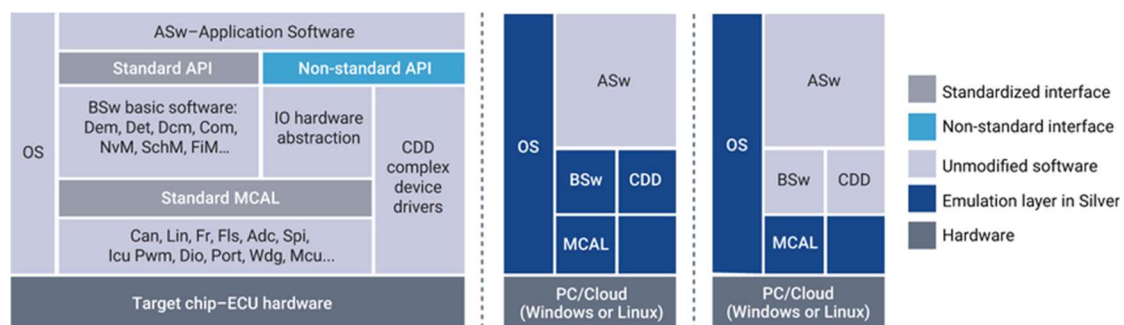 ASw–Application Software
Standard API
Non-standard API
OS
BSw basic software:
Dem, Det, Dcm, Com,
NvM, SchM, FiM...
IO hardware
abstraction
CDD
complex
device
drivers
Standard MCAL
Can, Lin, Fr, Fls, Adc, Spi,
Icu Pwm, Dio, Port, Wdg, Mcu...
Target chip–ECU hardware
OS
ASw
BSw
CDD
MCAL
PC/Cloud
(Windows or Linux)
OS
ASw
BSw
CDD
MCAL
PC/Cloud
(Windows or Linux)
Standardized interface
Non-standard interface
Unmodified software
Emulation layer in Silver
Hardware